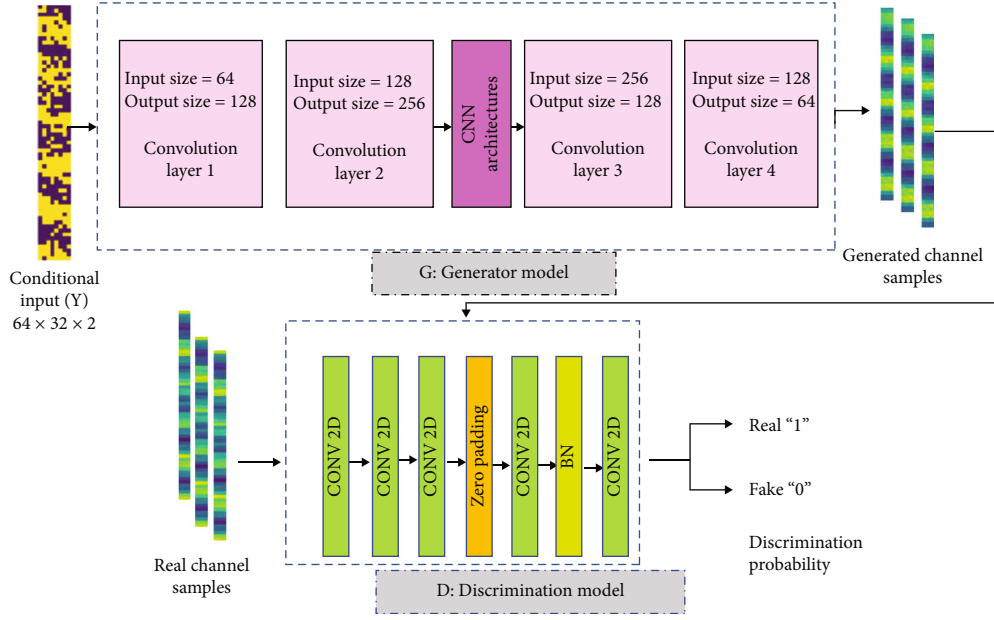 Input size = 64
Output size = 128
Convolution
layer 1
Input size = 128
Output size = 256
Convolution
layer 2
CNN
architectures
Input size = 256
Output size = 128
Convolution
layer 3
Input size = 128
Output size = 64
Convolution
layer 4
Conditional
input (Y)
64 × 32 × 2
G: Generator model
Generated channel
samples
Real channel
samples
CONV 2D
CONV 2D
CONV 2D
Zero padding
CONV 2D
BN
CONV 2D
Real “1”
Fake “0”
Discrimination
probability
D: Discrimination model